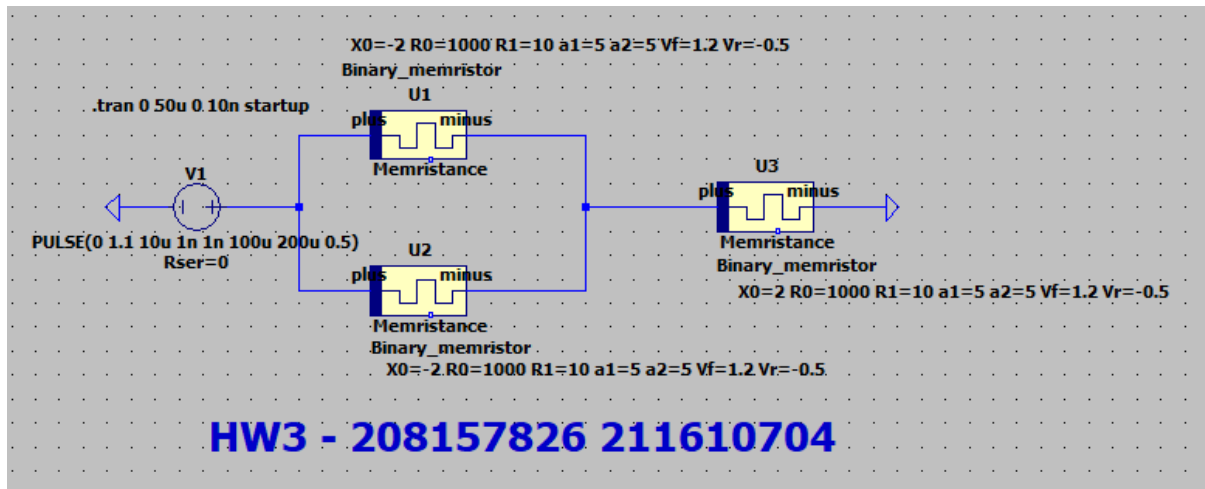 X0=-2 R0=1000 R1=10 a1=5 a2=5 Vf=1.2 Vr=-0.5
Binary_memristor
U1
.tran 0 50u 0 10n startup
plus minus
Memristance
V1
U3
plus minus
PULSE(0 1.1 10u 1n 1n 100u 200u 0.5)
Rser=0
U2
Memristance
Binary_memristor
plus minus
X0=2 R0=1000 R1=10 a1=5 a2=5 Vf=1.2 Vr=-0.5
Memristance
Binary_memristor
X0=-2 R0=1000 R1=10 a1=5 a2=5 Vf=1.2 Vr=-0.5
HW3 - 208157826 211610704